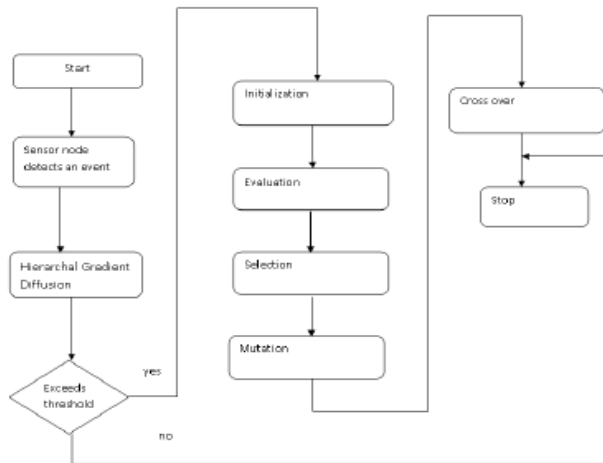 Start
Sensor node
detects an event
Hierarchal Gradient
Diffusion
Exceeds
threshold
yes
no
Initialization
Evaluation
Selection
Mutation
Cross over
Stop